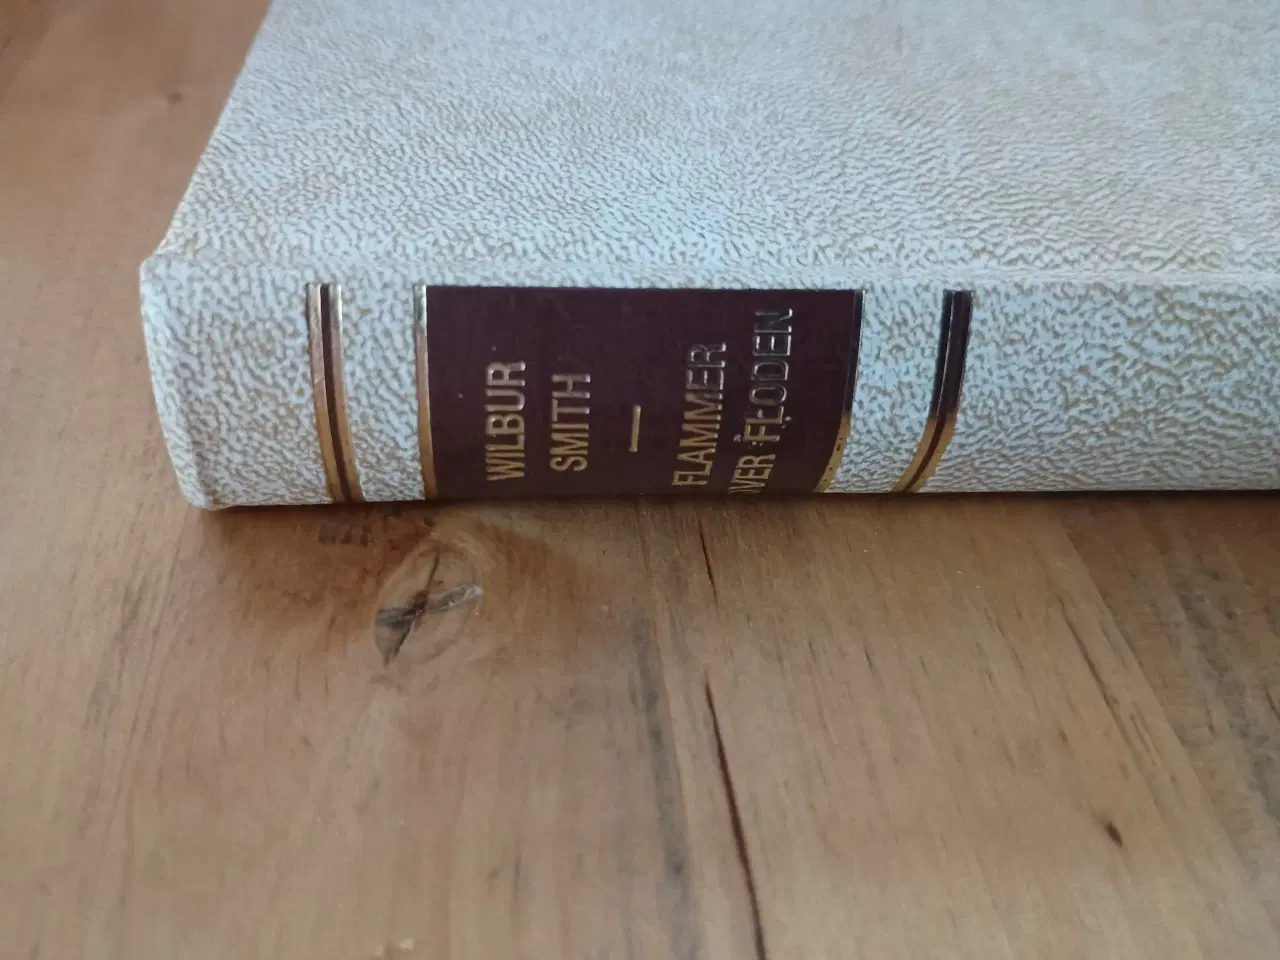 WILBUR
SMITH
FLAMMER
OVER FLODEN